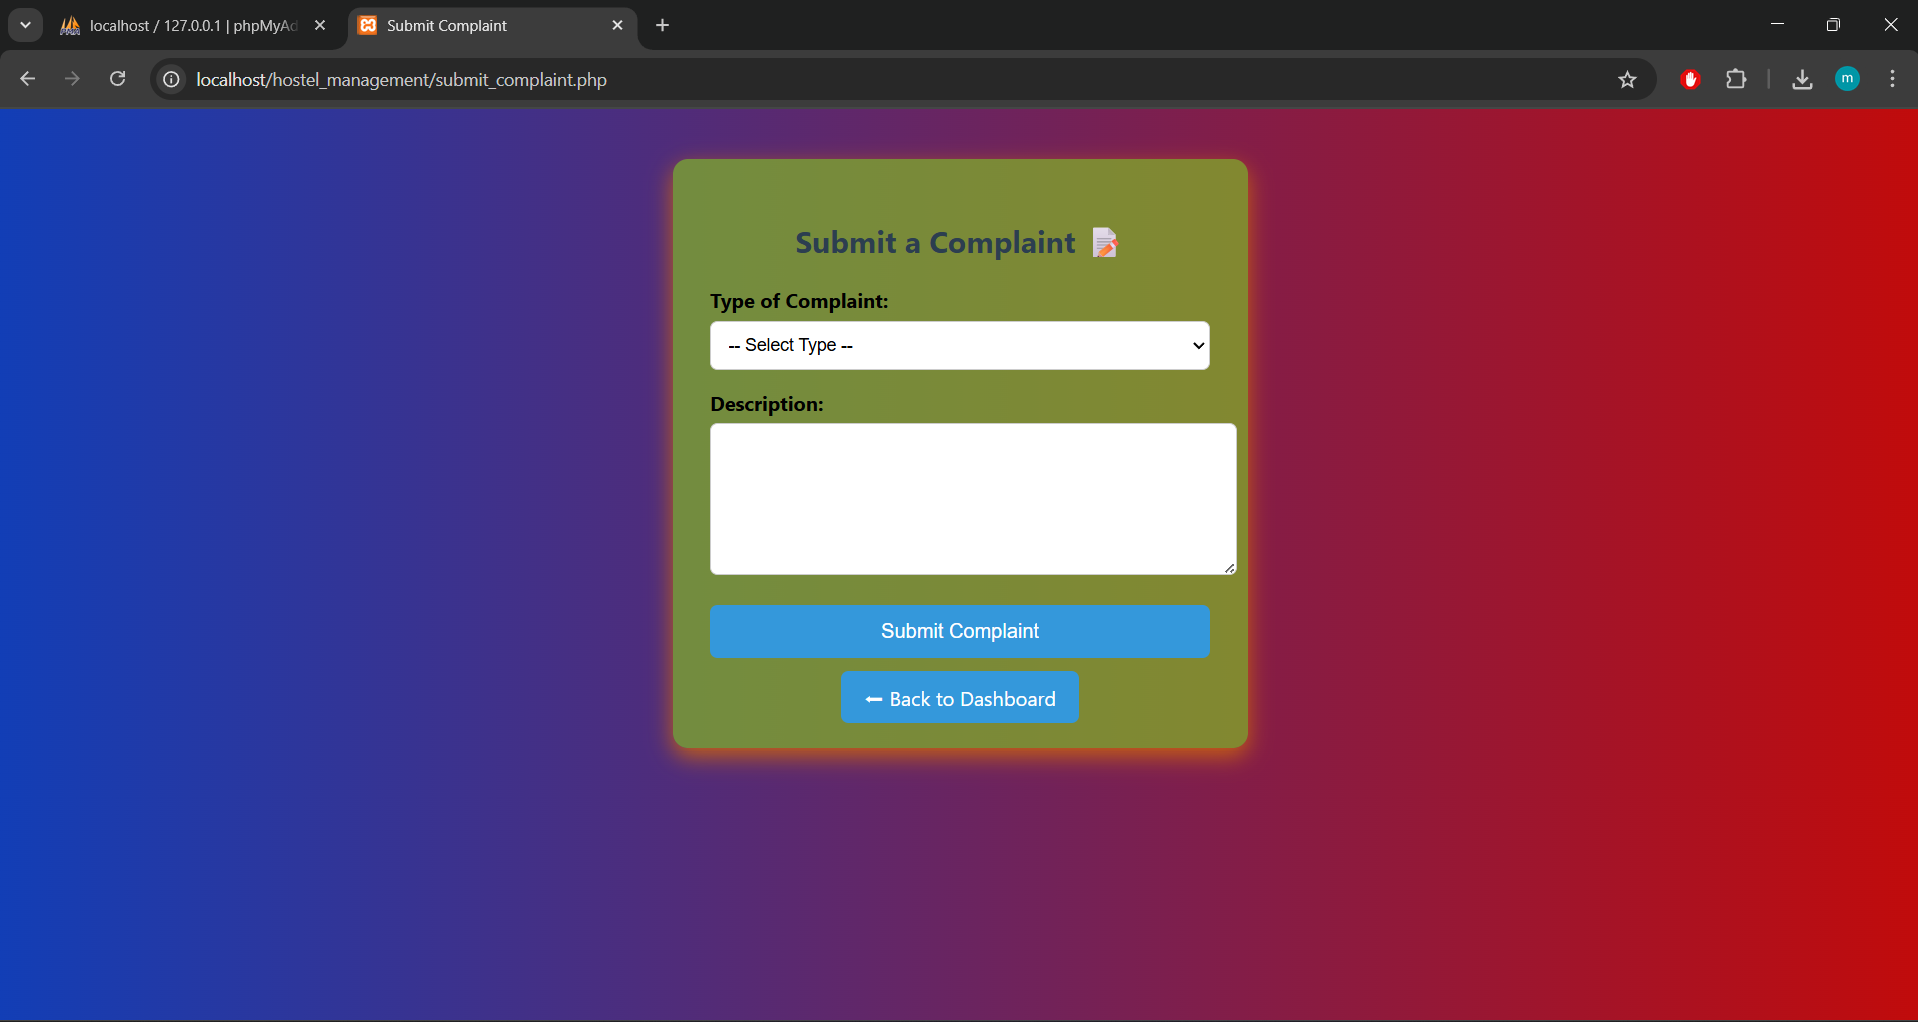 localhost / 127.0.0.1 | phpMyAd
Submit Complaint
localhost/hostel_management/submit_complaint.php
m
Submit a Complaint 📝
Type of Complaint:
-- Select Type --
Description:
Submit Complaint
← Back to Dashboard